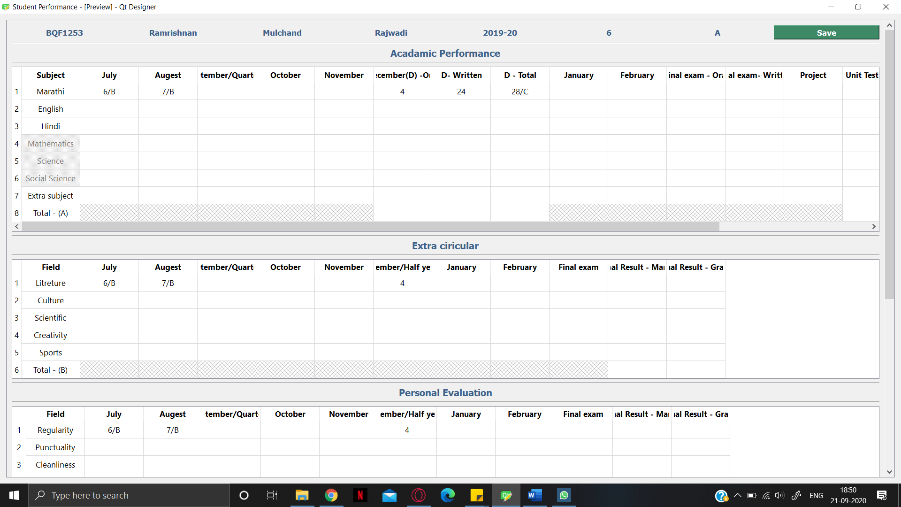 Student Performance - [Preview] - Qt Designer
BQF1253 Ramrishnan Mulchand Rajwadi 2019-20 6 A Save
Acadamic Performance
Subject July Augest tember/Quart October November cember(D) -Or D- Written D - Total January February inal exam - Ora al exam- Writt Project Unit Test
1 Marathi 6/B 7/B 4 24 28/C
2 English
3 Hindi
4 Mathematics
5 Science
6 Social Science
7 Extra subject
8 Total - (A)
Extra ciricular
Field July Augest tember/Quart October November ember/Half ye January February Final exam al Result - Mar al Result - Gra
1 Litreture 6/B 7/B 4
2 Culture
3 Scientific
4 Creativity
5 Sports
6 Total - (B)
Personal Evaluation
Field July Augest tember/Quart October November ember/Half ye January February Final exam al Result - Mar al Result - Gra
1 Regularity 6/B 7/B 4
2 Punctuality
3 Cleanliness
Type here to search
ENG
18:50
21-09-2020